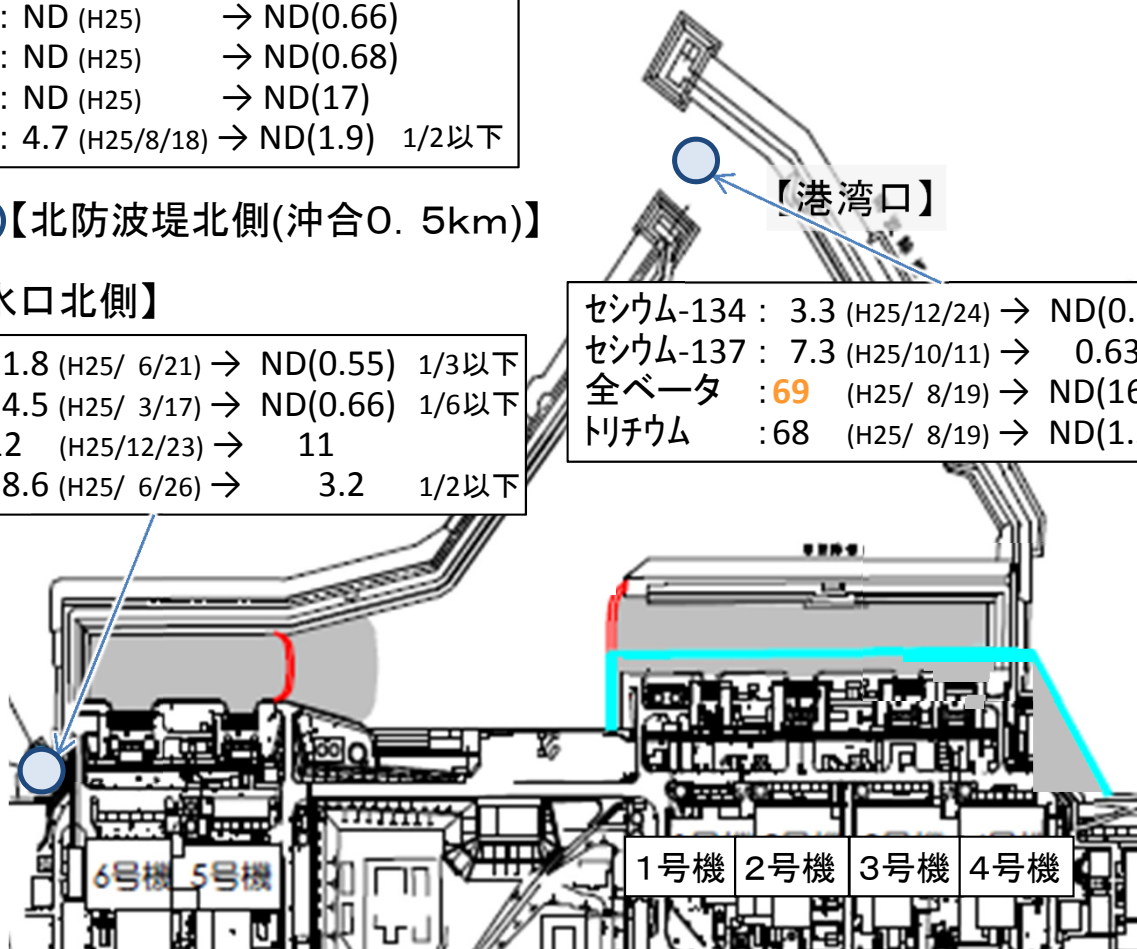 : ND (H25) → ND(0.66)
: ND (H25) → ND(0.68)
: ND (H25) → ND(17)
: 4.7 (H25/8/18) → ND(1.9) 1/2以下
【北防波堤北側(沖合0.5km)】
【港湾口】
水口北側】
1.8 (H25/ 6/21) → ND(0.55) 1/3以下
4.5 (H25/ 3/17) → ND(0.66) 1/6以下
2 (H25/12/23) → 11
8.6 (H25/ 6/26) → 3.2 1/2以下
セシウム-134 : 3.3 (H25/12/24) → ND(0.
セシウム-137 : 7.3 (H25/10/11) → 0.63
全ベータ :69 (H25/ 8/19) → ND(16
トリチウム :68 (H25/ 8/19) → ND(1.
6号機 5号機
1号機 2号機 3号機 4号機